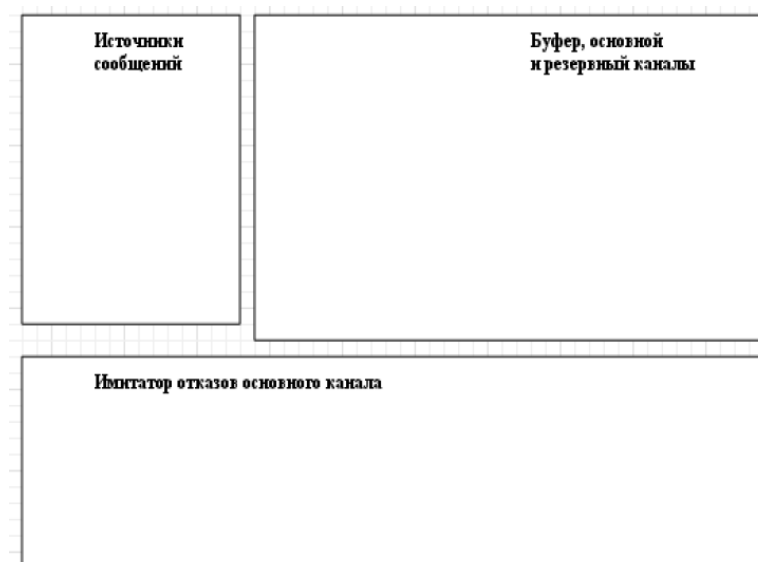 Источники
сообщений
Буфер, основной
и резервный каналы
Имитатор отказов основного канала